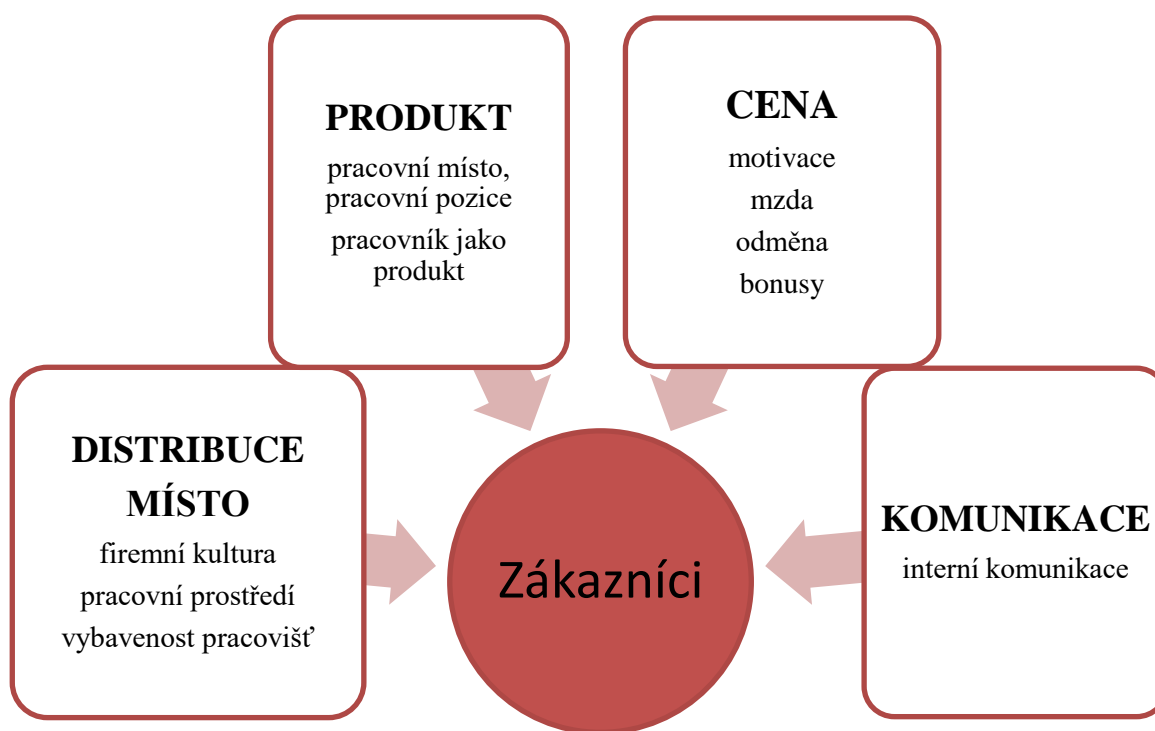 PRODUKT
pracovní místo,
pracovní pozice
pracovník jako
produkt
CENA
motivace
mzda
odměna
bonusy
DISTRIBUCE
MÍSTO
firemní kultura
pracovní prostředí
vybavenost pracovišť
Zákazníci
KOMUNIKACE
interní komunikace